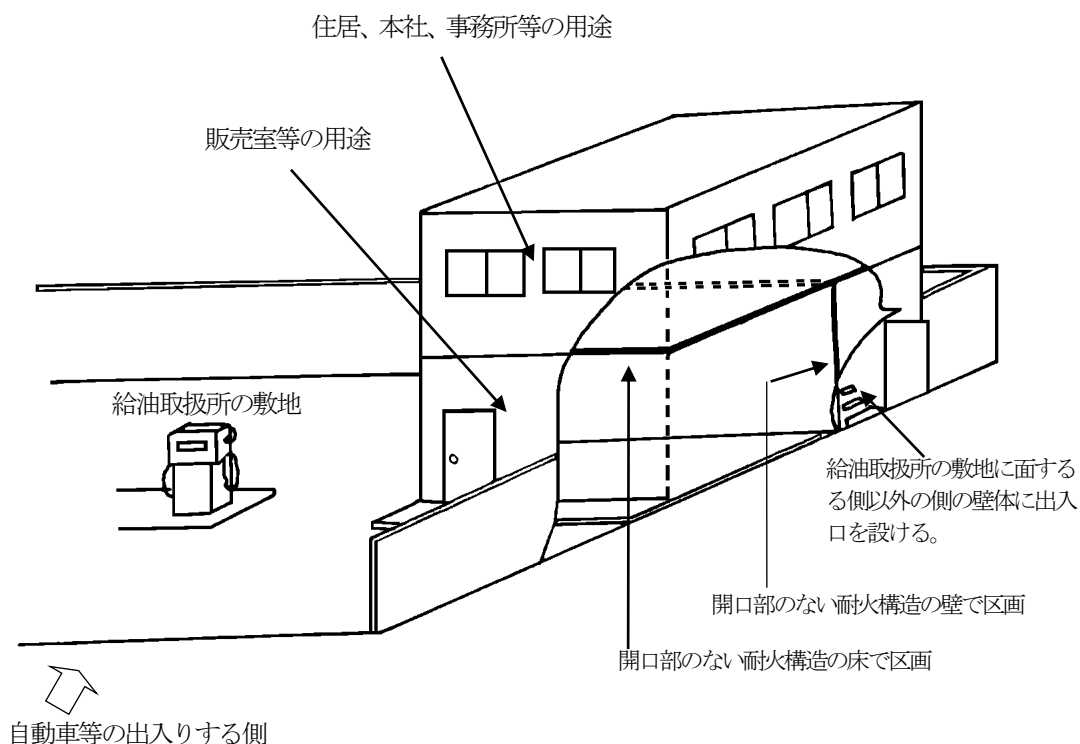 住居、本社、事務所等の用途
販売室等の用途
給油取扱所の敷地
給油取扱所の敷地に面する
る側以外の側の壁体に出入
口を設ける。
開口部のない耐火構造の壁で区画
開口部のない耐火構造の床で区画
自動車等の出入りする側